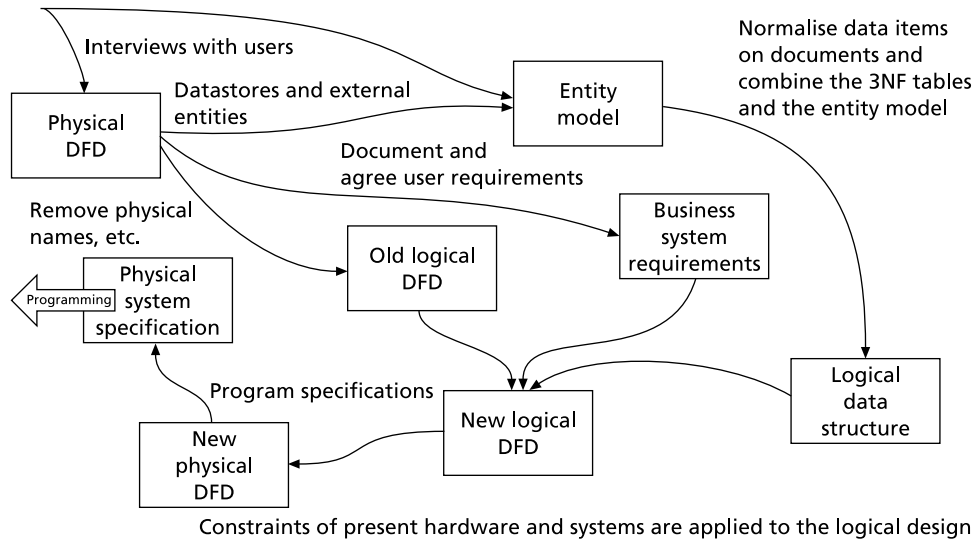 Interviews with users
Physical
DFD
Datastores and external
entities
Entity
model
Normalise data items
on documents and
combine the 3NF tables
and the entity model
Document and
agree user requirements
Business
system
requirements
Remove physical
names, etc.
Old logical
DFD
Physical
system
specification
Programming
Logical
data
structure
Program specifications
New logical
DFD
New
physical
DFD
Constraints of present hardware and systems are applied to the logical design